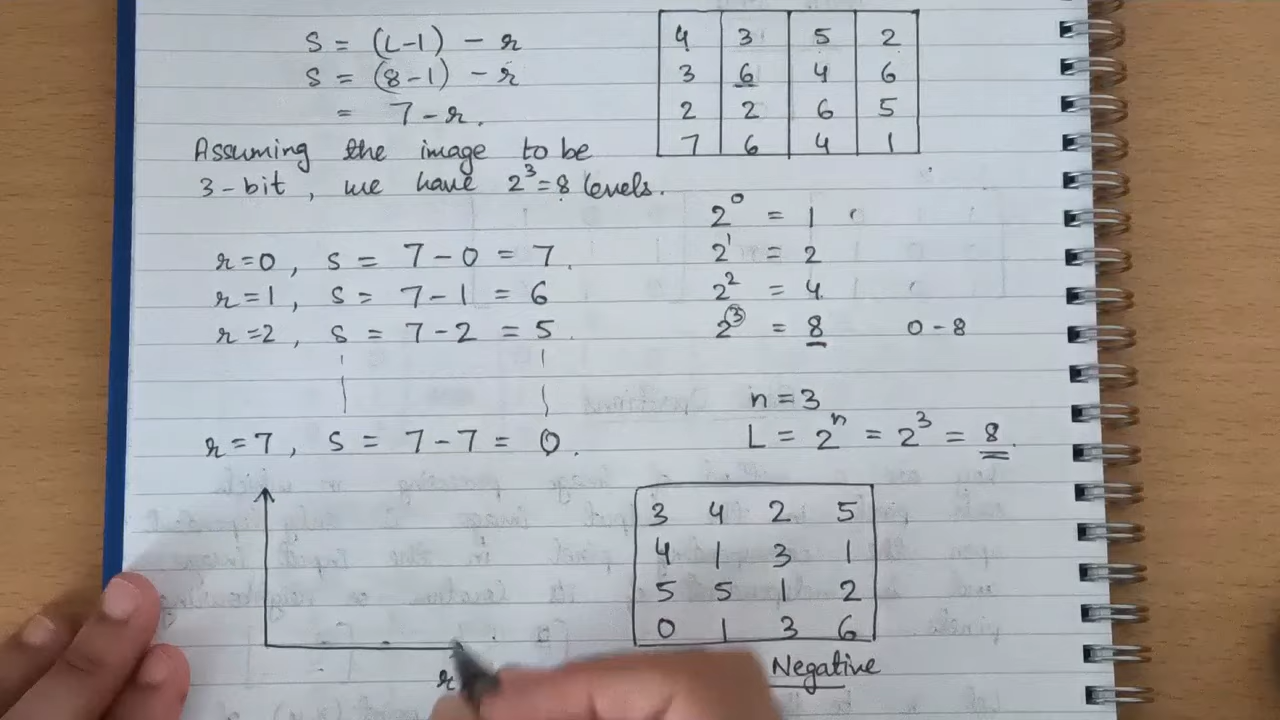 S = (L-1) - r
S = (8-1) - r
= 7-r.
4 3 5 2
3 6 4 6
2 2 6 5
7 6 4 1
Assuming the image to be
3-bit, we have 2³=8 levels.
2⁰ = 1
2¹ = 2
2² = 4
2³ = 8 0-8
r=0, s = 7-0 = 7.
r=1, s = 7-1 = 6
r=2, s = 7-2 = 5.
n = 3
L = 2ⁿ = 2³ = 8.
r=7, s = 7-7 = 0.
r
3 4 2 5
4 1 3 1
5 5 1 2
0 1 3 6
Negative